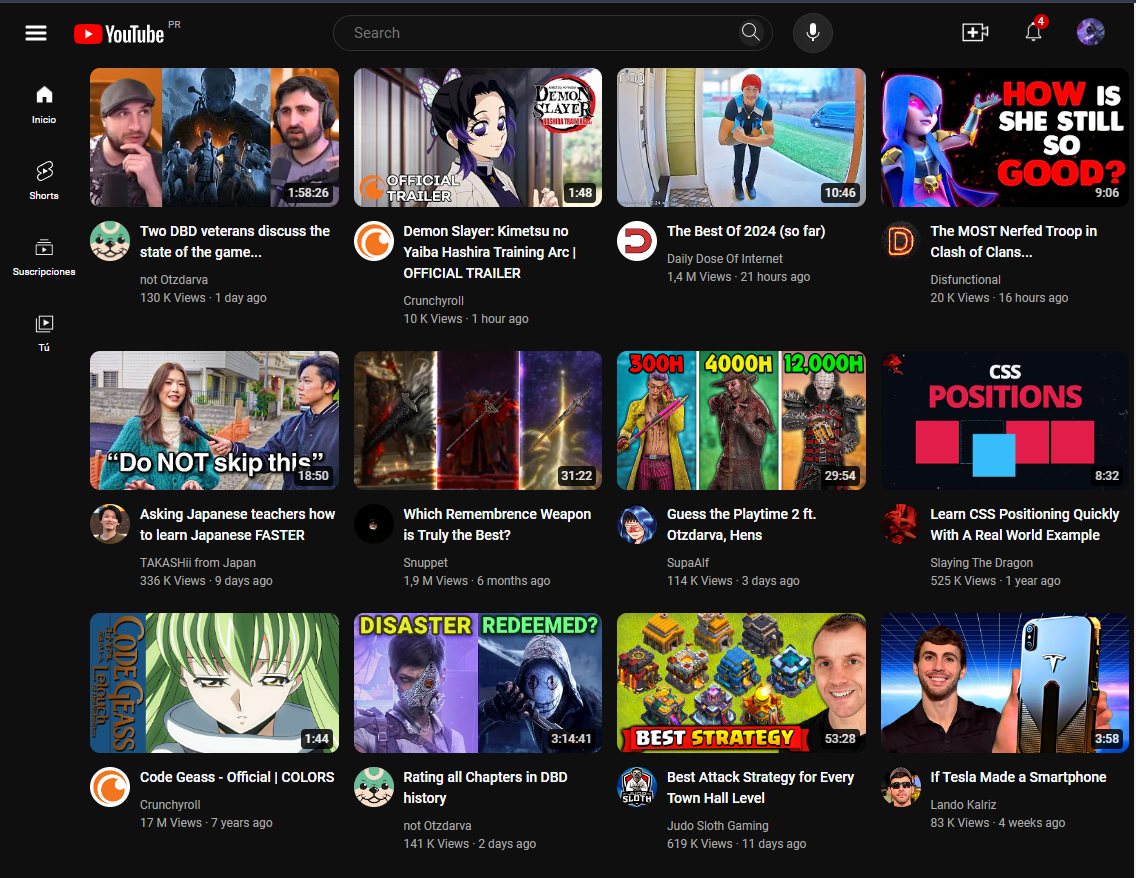 YouTube PR
Search
4
Inicio
Shorts
Suscripciones
Tú
1:58:26
Two DBD veterans discuss the
state of the game...
not Otzdarva
130 K Views · 1 day ago
KIMETSU NO YAIBA
DEMON
SLAYER
HASHIRA TRAINING
OFFICIAL
TRAILER
1:48
Demon Slayer: Kimetsu no
Yaiba Hashira Training Arc |
OFFICIAL TRAILER
Crunchyroll
10 K Views · 1 hour ago
ring
10:46
The Best Of 2024 (so far)
Daily Dose Of Internet
1,4 M Views · 21 hours ago
HOW IS
SHE STILL
SO
GOOD?
9:06
D
The MOST Nerfed Troop in
Clash of Clans...
Disfunctional
20 K Views · 16 hours ago
“Do NOT skip this”
18:50
Asking Japanese teachers how
to learn Japanese FASTER
TAKASHii from Japan
336 K Views · 9 days ago
31:22
Which Remembrence Weapon
is Truly the Best?
Snuppet
1,9 M Views · 6 months ago
300H 4000H 12,000H
29:54
Guess the Playtime 2 ft.
Otzdarva, Hens
SupaAlf
114 K Views · 3 days ago
CSS
POSITIONS
8:32
Learn CSS Positioning Quickly
With A Real World Example
Slaying The Dragon
525 K Views · 1 year ago
CODE GEASS
Lelouch
1:44
Code Geass - Official | COLORS
Crunchyroll
17 M Views · 7 years ago
DISASTER REDEEMED?
3:14:41
Rating all Chapters in DBD
history
not Otzdarva
141 K Views · 2 days ago
BEST STRATEGY
53:28
SLOTH
Best Attack Strategy for Every
Town Hall Level
Judo Sloth Gaming
619 K Views · 11 days ago
T
3:58
If Tesla Made a Smartphone
Lando Kalriz
83 K Views · 4 weeks ago